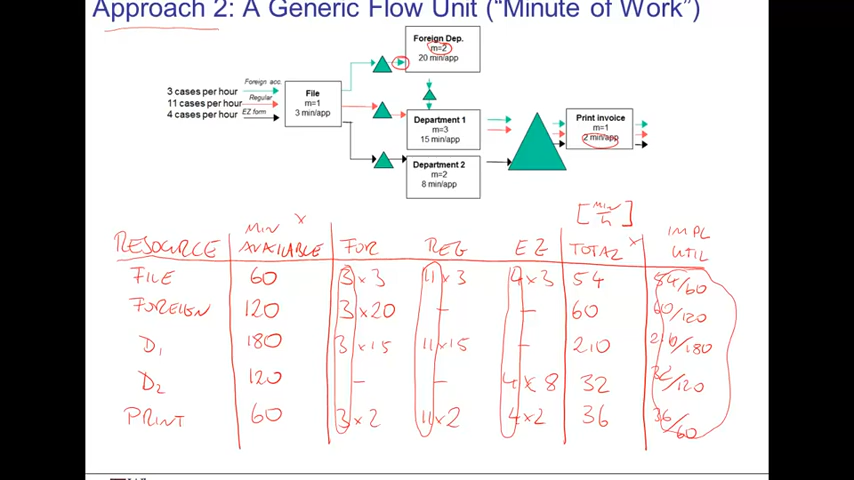 Approach 2: A Generic Flow Unit ("Minute of Work")
Foreign Dep.
m=2
20 min/app
Foreign acc.
3 cases per hour
Regular
11 cases per hour
EZ form
4 cases per hour
File
m=1
3 min/app
Department 1
m=3
15 min/app
Department 2
m=2
8 min/app
Print invoice
m=1
2 min/app
[MIN/h]
RESOURCE MIN AVAILABLE X FOR REG EZ TOTAL X IMPL UTIL
FILE 60 3 x 3 11 x 3 4 x 3 54 54/60
FOREIGN 120 3 x 20 - - 60 60/120
D1 180 3 x 15 11 x 15 - 210 210/180
D2 120 - - 4 x 8 32 32/120
PRINT 60 3 x 2 11 x 2 4 x 2 36 36/60